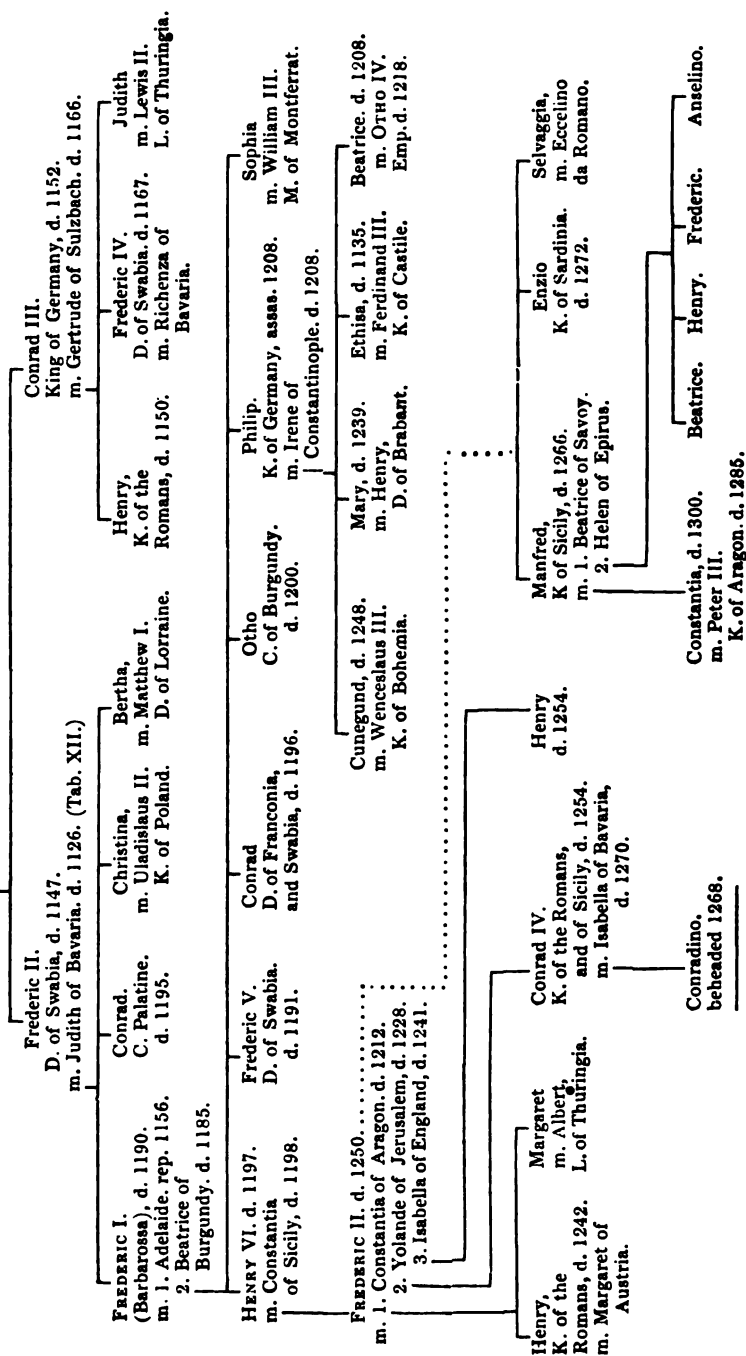 Frederic II.
D. of Swabia, d. 1147.
m. Judith of Bavaria. d. 1126. (Tab. XII.)
Conrad III.
King of Germany, d. 1152.
m. Gertrude of Sulzbach. d. 1166.
FREDERIC I.
(Barbarossa), d. 1190.
m. 1. Adelaide. rep. 1156.
2. Beatrice of
Burgundy. d. 1185.
Conrad.
C. Palatine.
d. 1195.
Christina,
m. Uladislaus II.
K. of Poland.
Bertha,
m. Matthew I.
D. of Lorraine.
Henry,
K. of the
Romans, d. 1150.
Frederic IV.
D. of Swabia. d. 1167.
m. Richenza of
Bavaria.
Judith
m. Lewis II.
L. of Thuringia.
HENRY VI. d. 1197.
m. Constantia
of Sicily, d. 1198.
Frederic V.
D. of Swabia.
d. 1191.
Conrad
D. of Franconia,
and Swabia, d. 1196.
Otho
C. of Burgundy.
d. 1200.
Philip.
K. of Germany, assas. 1208.
m. Irene of
Constantinople. d. 1208.
Sophia
m. William III.
M. of Montferrat.
Cunegund, d. 1248.
m. Wenceslaus III.
K. of Bohemia.
Mary, d. 1239.
m. Henry,
D. of Brabant.
Ethisa, d. 1135.
m. Ferdinand III.
K. of Castile.
Beatrice. d. 1208.
m. OTHO IV.
Emp. d. 1218.
FREDERIC II. d. 1250.
m. 1. Constantia of Aragon. d. 1212.
2. Yolande of Jerusalem, d. 1228.
3. Isabella of England, d. 1241.
Henry,
K. of the
Romans, d. 1242.
m. Margaret of
Austria.
Margaret
m. Albert,
L. of Thuringia.
Conrad IV.
K. of the Romans,
and of Sicily, d. 1254.
m. Isabella of Bavaria,
d. 1270.
Henry
d. 1254.
Manfred,
K of Sicily, d. 1266.
m. 1. Beatrice of Savoy.
2. Helen of Epirus.
Enzio
K. of Sardinia.
d. 1272.
Selvaggia,
m. Eccelino
da Romano.
Conradino.
beheaded 1268.
Constantia, d. 1300.
m. Peter III.
K. of Aragon. d. 1285.
Beatrice.
Henry.
Frederic.
Anselino.